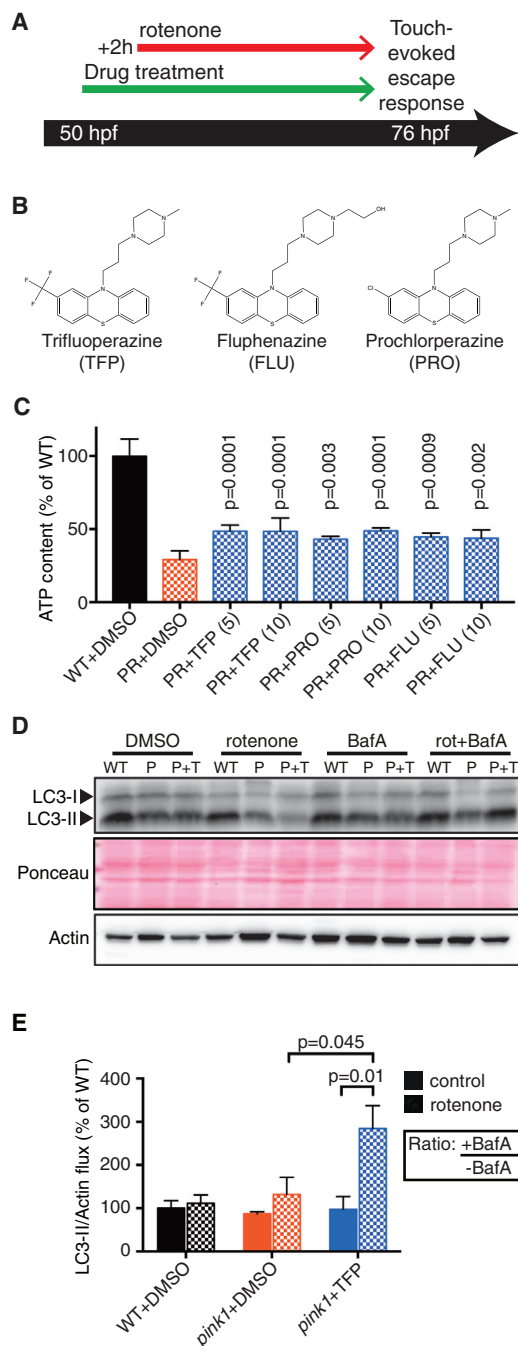 A
rotenone
+2h
Drug treatment
Touch-
evoked
escape
response
50 hpf
76 hpf
B
N
N
N
S
F
F
F
Trifluoperazine
(TFP)
N
N
OH
N
S
F
F
F
Fluphenazine
(FLU)
N
N
N
S
Cl
Prochlorperazine
(PRO)
C
ATP content (% of WT)
100
50
0
p=0.0001
p=0.0001
p=0.003
p=0.0001
p=0.0009
p=0.002
WT+DMSO
PR+DMSO
PR+TFP (5)
PR+TFP (10)
PR+PRO (5)
PR+PRO (10)
PR+FLU (5)
PR+FLU (10)
D
DMSO rotenone BafA rot+BafA
WT P P+T WT P P+T WT P P+T WT P P+T
LC3-I
LC3-II
Ponceau
Actin
E
LC3-II/Actin flux (% of WT)
400
300
200
100
0
p=0.045
p=0.01
control
rotenone
Ratio: +BafA
-BafA
WT+DMSO
pink1+DMSO
pink1+TFP